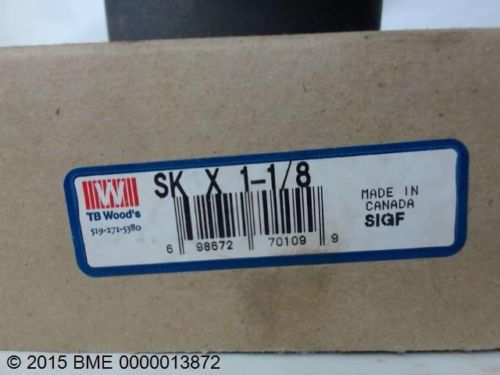 SK X 1-1/8
TB Wood's
519-271-5380
MADE IN
CANADA
SIGF
6 98672 70109 9
© 2015 BME 0000013872